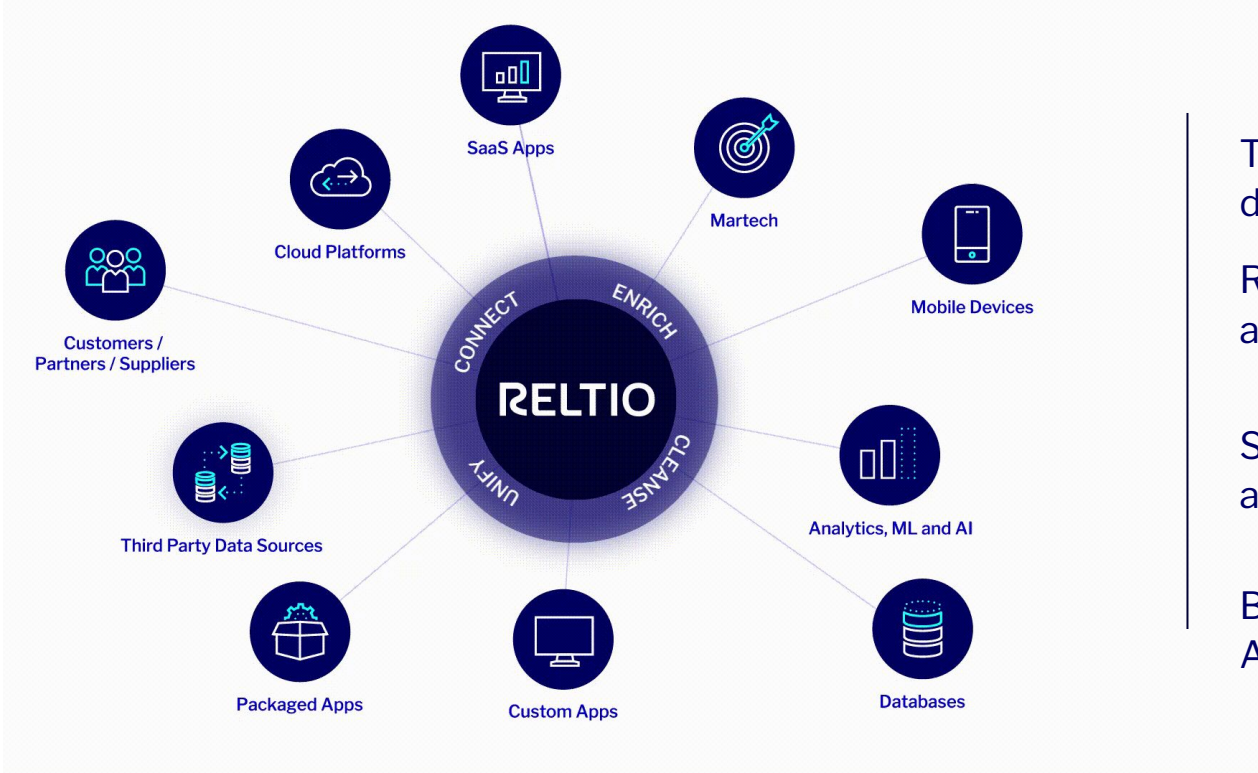 SaaS Apps
Martech
Cloud Platforms
Mobile Devices
Customers /
Partners / Suppliers
CONNECT
ENRICH
RELTIO
UNIFY
CLEANSE
Third Party Data Sources
Analytics, ML and AI
Packaged Apps
Custom Apps
Databases